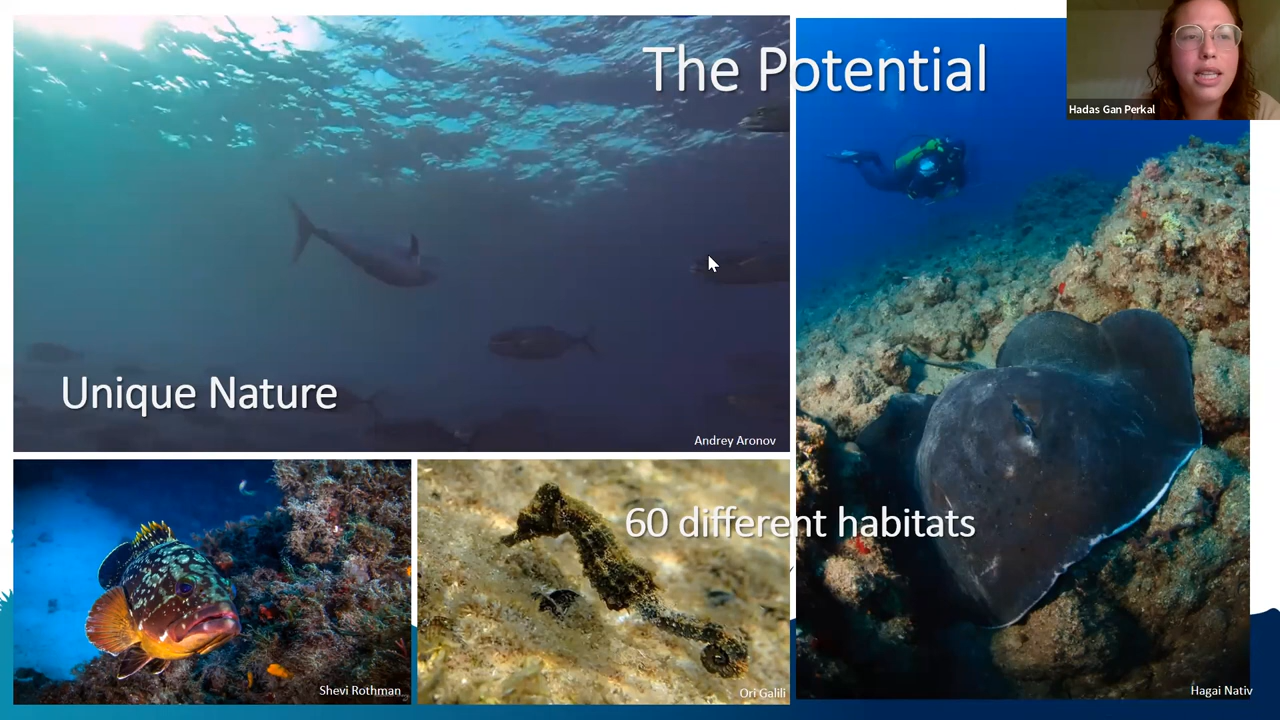 The Potential
Hadas Gan Perkal
Unique Nature
Andrey Aronov
60 different habitats
Shevi Rothman
Ori Galili
Hagai Nativ